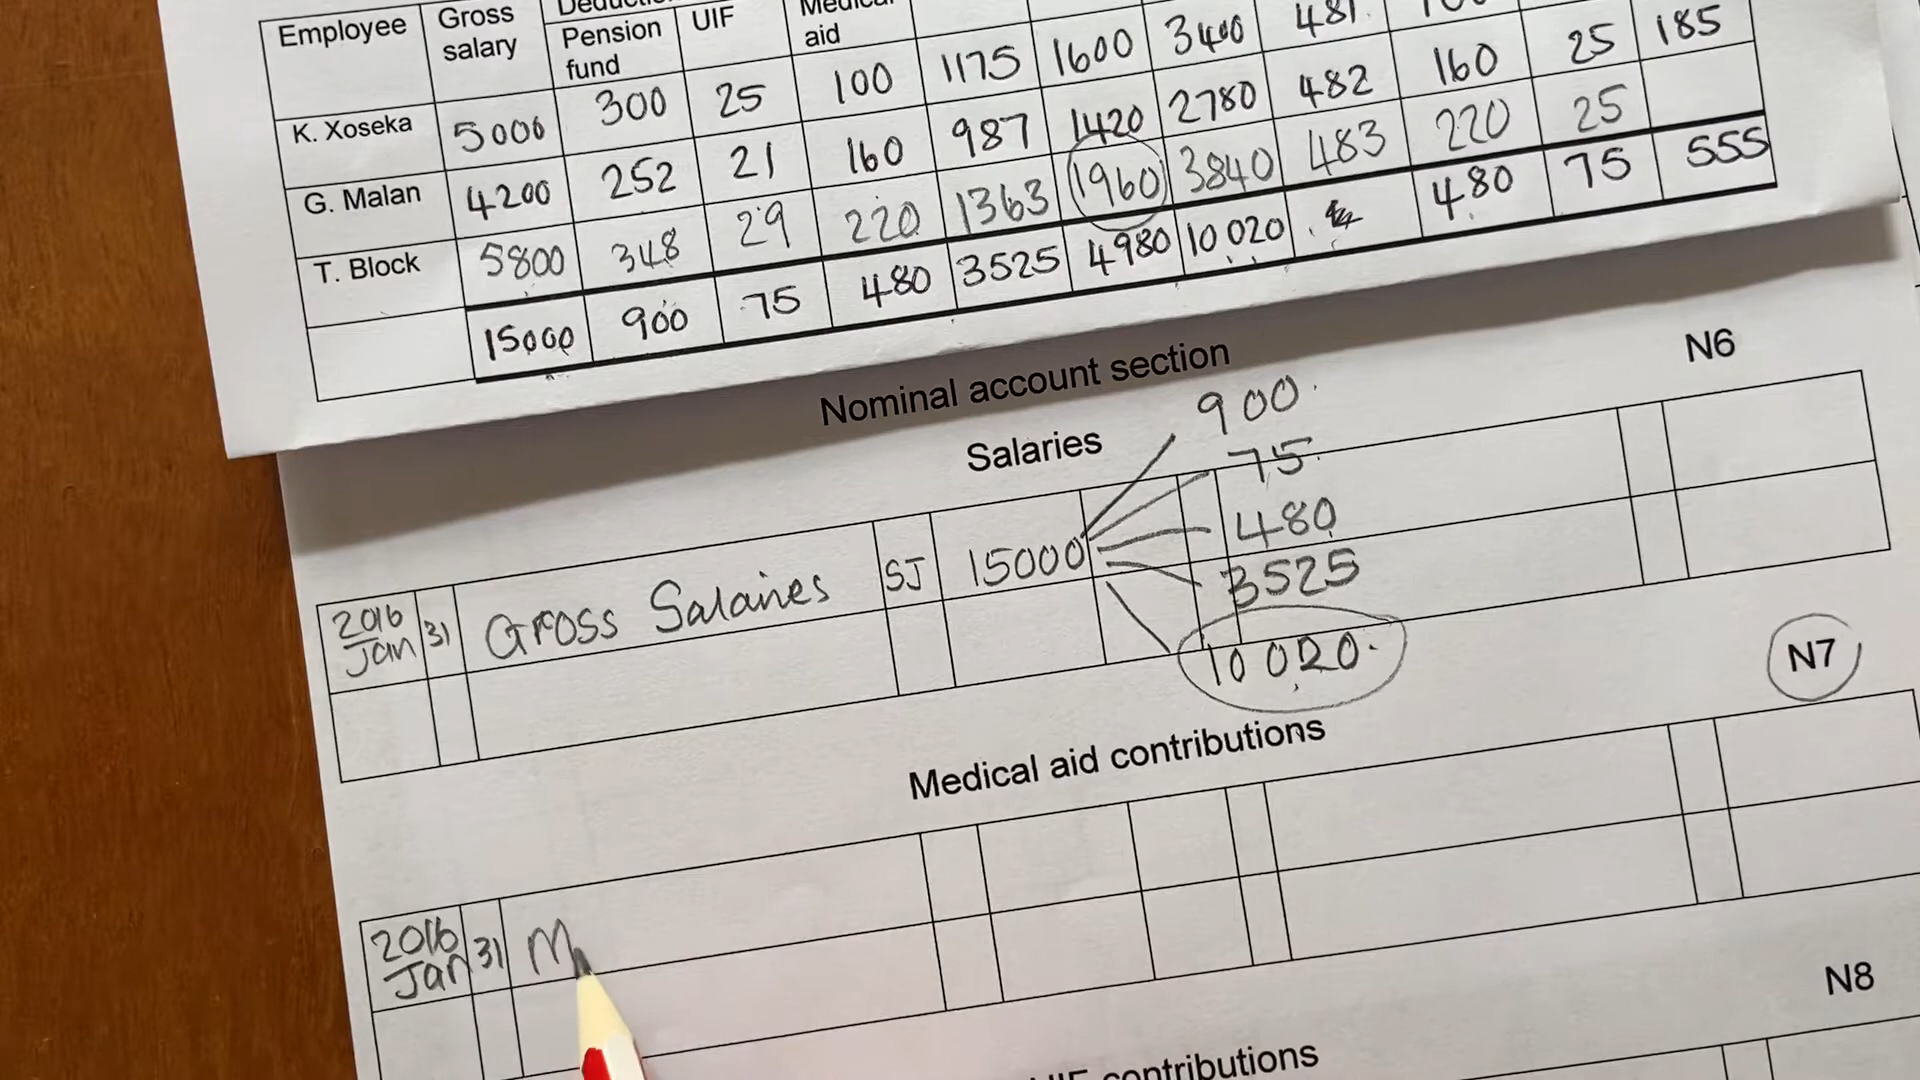 Employee Gross salary Pension fund UIF Medical aid
K. Xoseka 5000 300 25 100 1175 1600 3400 481
G. Malan 4200 252 21 160 987 1420 2780 482 160 25 185
T. Block 5800 348 29 220 1363 1960 3840 483 220 25
15000 900 75 480 3525 4980 10 020 480 75 555
Nominal account section
Salaries N6
900
75
480
3525
10 020
2016 Jan 31 Gross Salaries SJ 15000
Medical aid contributions N7
2016 Jan 31 M
N8
contributions